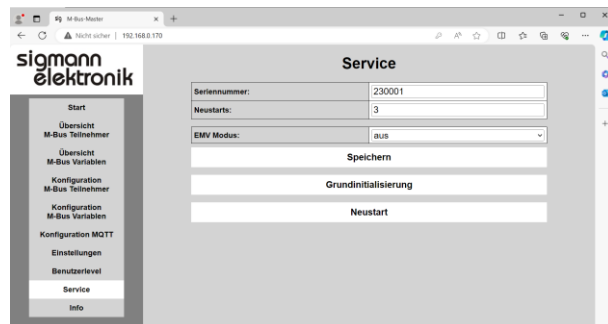 M-Bus Master
Nicht sicher | 192.168.0.170
sigmann
elektronik
Start
Übersicht
M-Bus Teilnehmer
Übersicht
M-Bus Variablen
Konfiguration
M-Bus Teilnehmer
Konfiguration
M-Bus Variablen
Konfiguration MQTT
Einstellungen
Benutzerlevel
Service
Info
Service
Seriennummer: 230001
Neustarts: 3
EMV Modus: aus
Speichern
Grundinitialisierung
Neustart